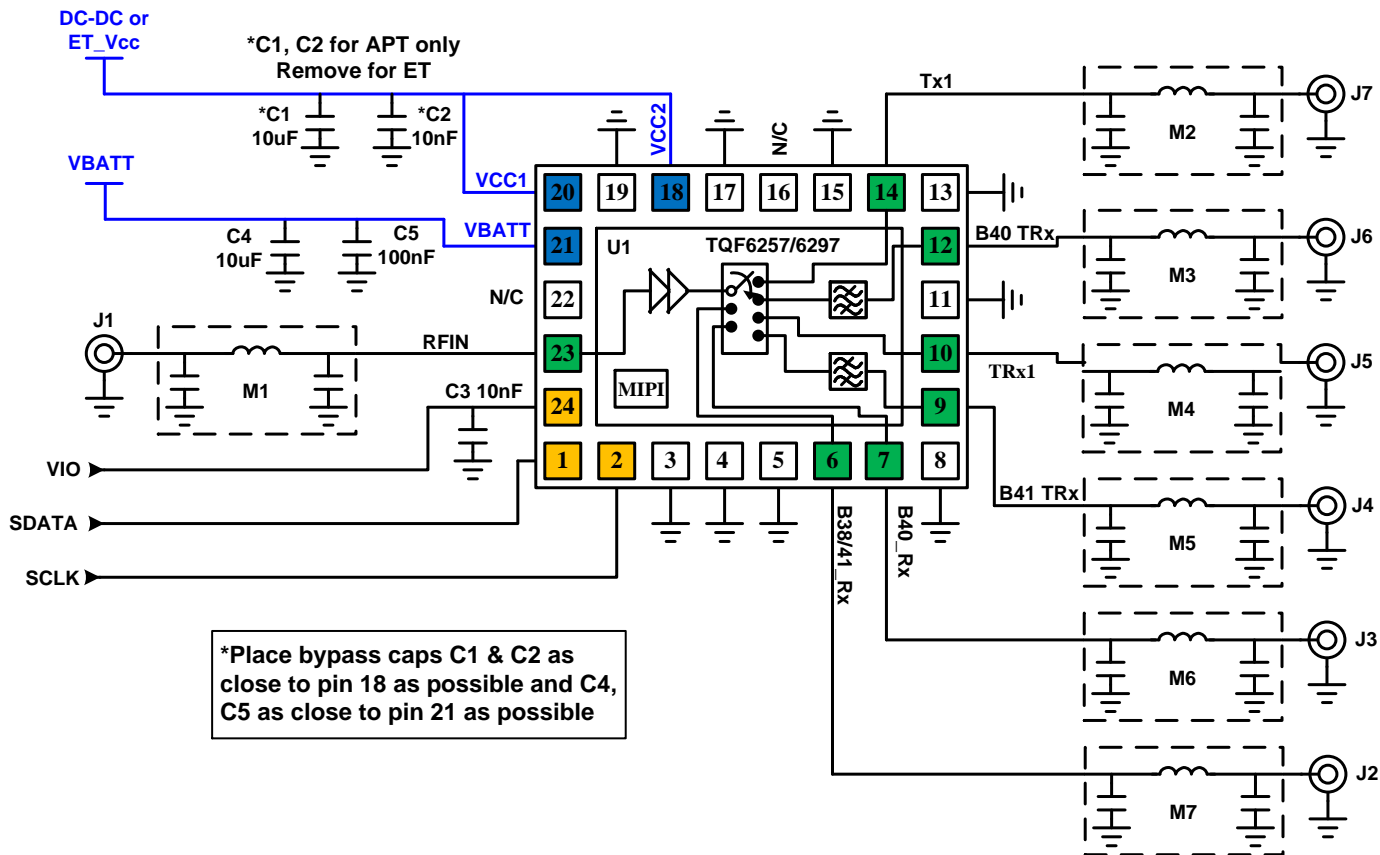 DC-DC or
ET_Vcc
*C1, C2 for APT only
Remove for ET
*C1
10uF
*C2
10nF
VCC2
N/C
Tx1
M2
J7
VBATT
VCC1
20
19
18
17
16
15
14
13
C4
10uF
C5
100nF
VBATT
21
U1
TQF6257/6297
12
B40 TRx
M3
J6
N/C
22
11
J1
M1
RFIN
23
10
TRx1
M4
J5
MIPI
C3 10nF
24
9
B41 TRx
M5
J4
VIO
1
2
3
4
5
6
7
8
SDATA
SCLK
B38/41_Rx
B40_Rx
M6
J3
M7
J2
*Place bypass caps C1 & C2 as
close to pin 18 as possible and C4,
C5 as close to pin 21 as possible